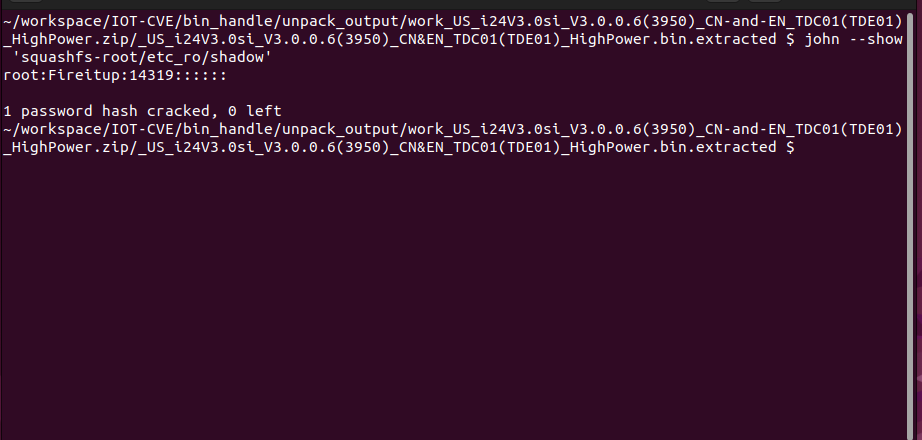 ~/workspace/IOT-CVE/bin_handle/unpack_output/work_US_i24V3.0si_V3.0.0.6(3950)_CN-and-EN_TDC01(TDE01)
_HighPower.zip/_US_i24V3.0si_V3.0.0.6(3950)_CN&EN_TDC01(TDE01)_HighPower.bin.extracted $ john --show
'squashfs-root/etc_ro/shadow'
root:Fireitup:14319::::::
1 password hash cracked, 0 left
~/workspace/IOT-CVE/bin_handle/unpack_output/work_US_i24V3.0si_V3.0.0.6(3950)_CN-and-EN_TDC01(TDE01)
_HighPower.zip/_US_i24V3.0si_V3.0.0.6(3950)_CN&EN_TDC01(TDE01)_HighPower.bin.extracted $